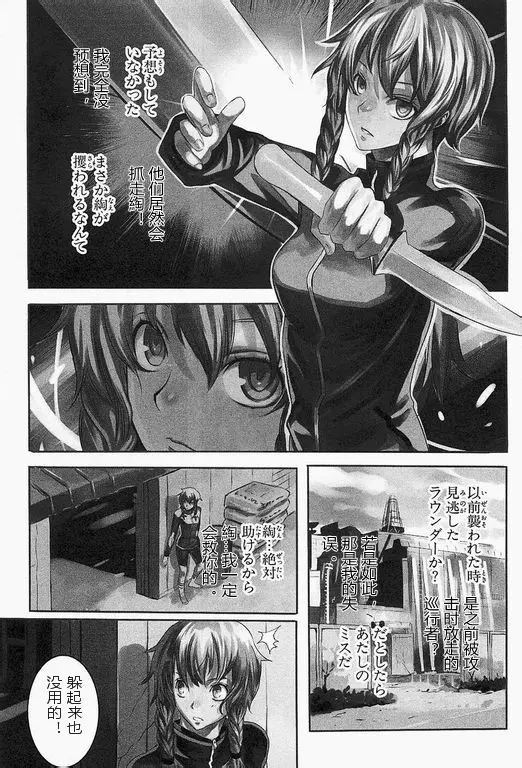 予想もして
いなかった
我完全没
预想到，
まさか綯が
攫われるなんて
他们居然会
抓走綯！
以前襲われた時
見逃した
ラウンダーか？
是之前被攻
击时放走的
巡行者？
だとしたら
あたしの
ミスだ
若是如此，
那是我的失
误．
綯…絶対
助けるから
綯…我一定
会救你的．
躲起来也
没用的！